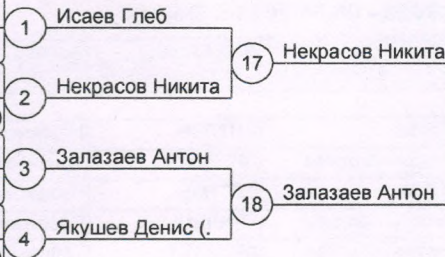 1 Исаев Глеб
17 Некрасов Никита
2 Некрасов Никита
3 Залазаев Антон
18 Залазаев Антон
4 Якушев Денис (.